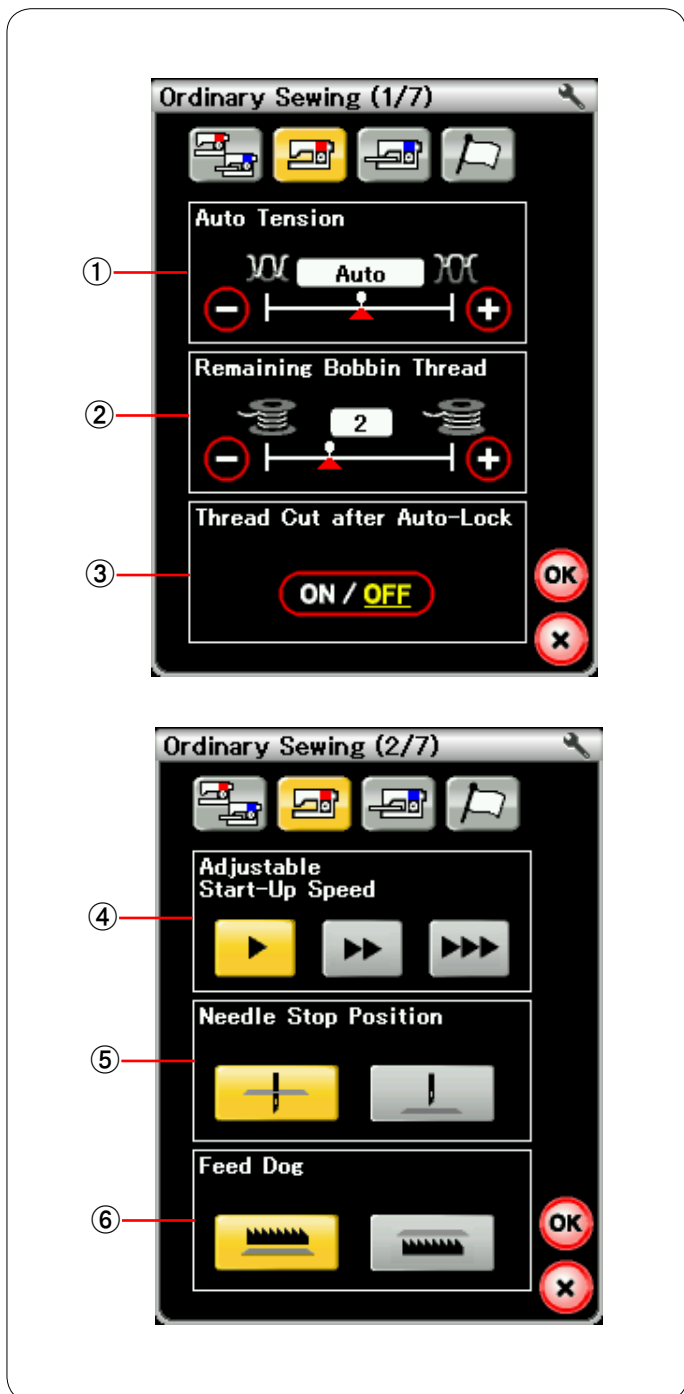 Ordinary Sewing (1/7)
Auto Tension
① Auto
− +
Remaining Bobbin Thread
② 2
− +
Thread Cut after Auto-Lock
③ ON / OFF
OK
×
Ordinary Sewing (2/7)
Adjustable
Start-Up Speed
④
Needle Stop Position
⑤
Feed Dog
⑥
OK
×